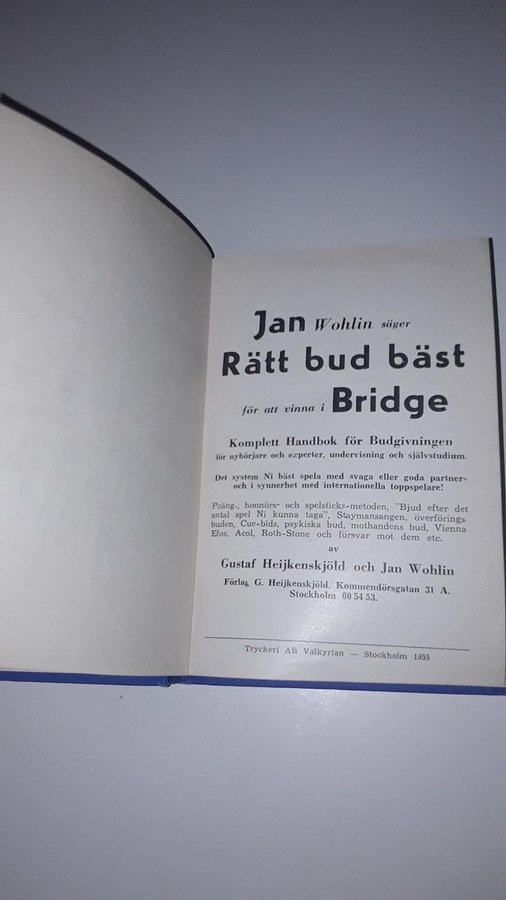 Jan Wohlin säger
Rätt bud bäst
för att vinna i Bridge
Komplett Handbok för Budgivningen
för nybörjare och experter, undervisning och självstudium.
Det system Ni bäst spela med svaga eller goda partner-
och i synnerhet med internationella toppspelare!
Poäng-, honnörs- och spelsticks-metoden, "Bjud efter det
antal spel Ni kunna taga", Staymansangen, överförings-
buden, Cue-bids, psykiska bud, mothandens bud, Vienna
Efos, Acol, Roth-Stone och försvar mot dem etc.
av
Gustaf Heijkenskjöld och Jan Wohlin
Förlag G. Heijkenskjöld. Kommendörsgatan 31 A.
Stockholm 60 54 53.
Tryckeri AB Valkyrian — Stockholm 1955